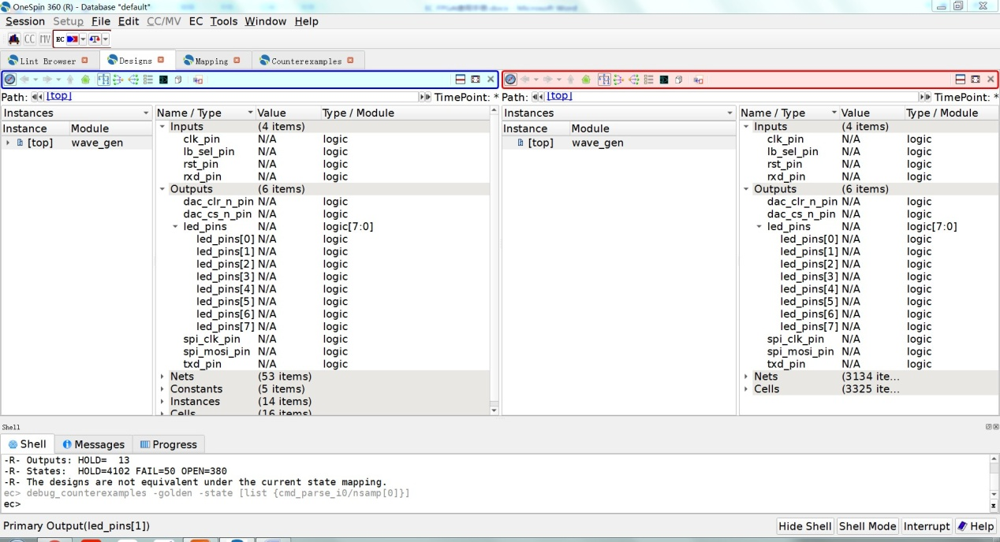 OneSpin 360 (R) - Database "default"
Session Setup File Edit CC/MV EC Tools Window Help
CC MV EC
Lint Browser Designs Mapping Counterexamples
Path: [top] TimePoint: * Path: [top] TimePoint: *
Instances Name / Type Value Type / Module Instances Name / Type Value Type / Module
Instance Module Inputs (4 items) Instance Module Inputs (4 items)
[top] wave_gen clk_pin N/A logic [top] wave_gen clk_pin N/A logic
lb_sel_pin N/A logic lb_sel_pin N/A logic
rst_pin N/A logic rst_pin N/A logic
rxd_pin N/A logic rxd_pin N/A logic
Outputs (6 items) Outputs (6 items)
dac_clr_n_pin N/A logic dac_clr_n_pin N/A logic
dac_cs_n_pin N/A logic dac_cs_n_pin N/A logic
led_pins N/A logic[7:0] led_pins N/A logic[7:0]
led_pins[0] N/A logic led_pins[0] N/A logic
led_pins[1] N/A logic led_pins[1] N/A logic
led_pins[2] N/A logic led_pins[2] N/A logic
led_pins[3] N/A logic led_pins[3] N/A logic
led_pins[4] N/A logic led_pins[4] N/A logic
led_pins[5] N/A logic led_pins[5] N/A logic
led_pins[6] N/A logic led_pins[6] N/A logic
led_pins[7] N/A logic led_pins[7] N/A logic
spi_clk_pin N/A logic spi_clk_pin N/A logic
spi_mosi_pin N/A logic spi_mosi_pin N/A logic
txd_pin N/A logic txd_pin N/A logic
Nets (53 items) Nets (3134 ite...
Constants (5 items) Cells (3325 ite...
Instances (14 items)
Cells (16 items)
Shell
Shell Messages Progress
-R- Outputs: HOLD= 13
-R- States: HOLD=4102 FAIL=50 OPEN=380
-R- The designs are not equivalent under the current state mapping.
ec> debug_counterexamples -golden -state [list {cmd_parse_i0/nsamp[0]}]
ec>
Primary Output(led_pins[1]) Hide Shell Shell Mode Interrupt Help